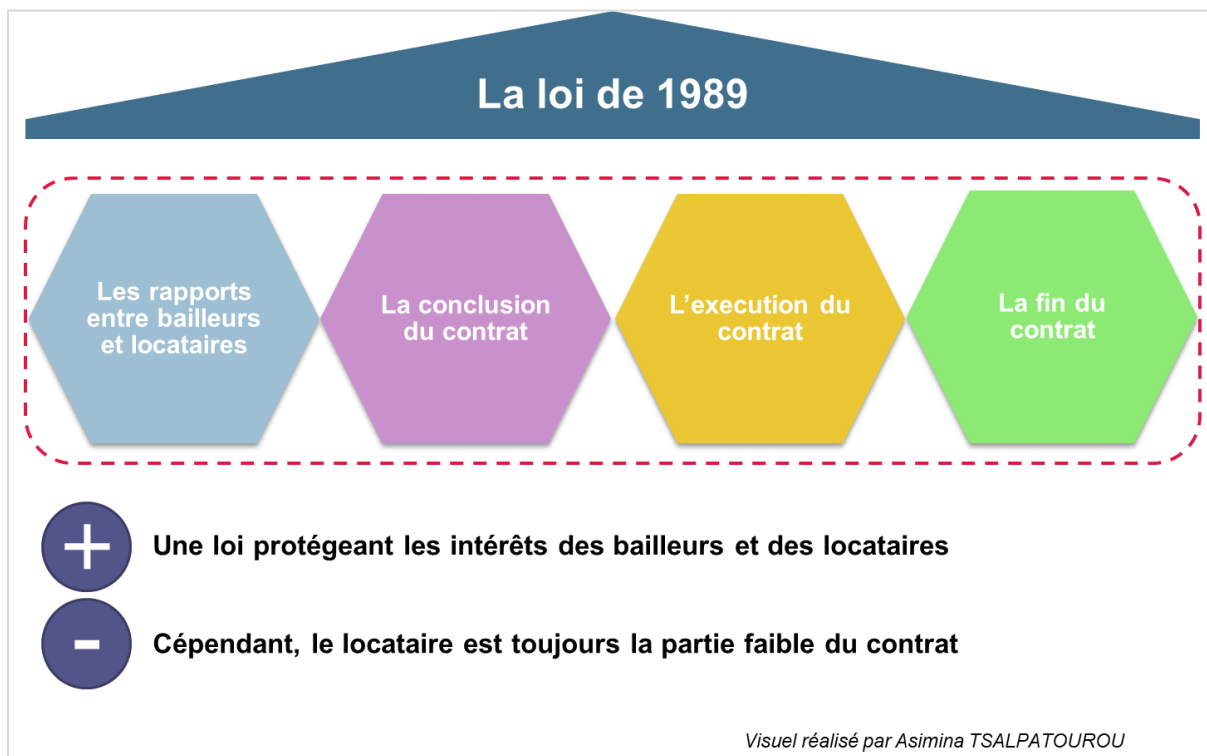 La loi de 1989
Les rapports
entre bailleurs
et locataires
La conclusion
du contrat
L'execution du
contrat
La fin du
contrat
+
Une loi protégeant les intérêts des bailleurs et des locataires
-
Cépendant, le locataire est toujours la partie faible du contrat
Visuel réalisé par Asimina TSALPATOUROU